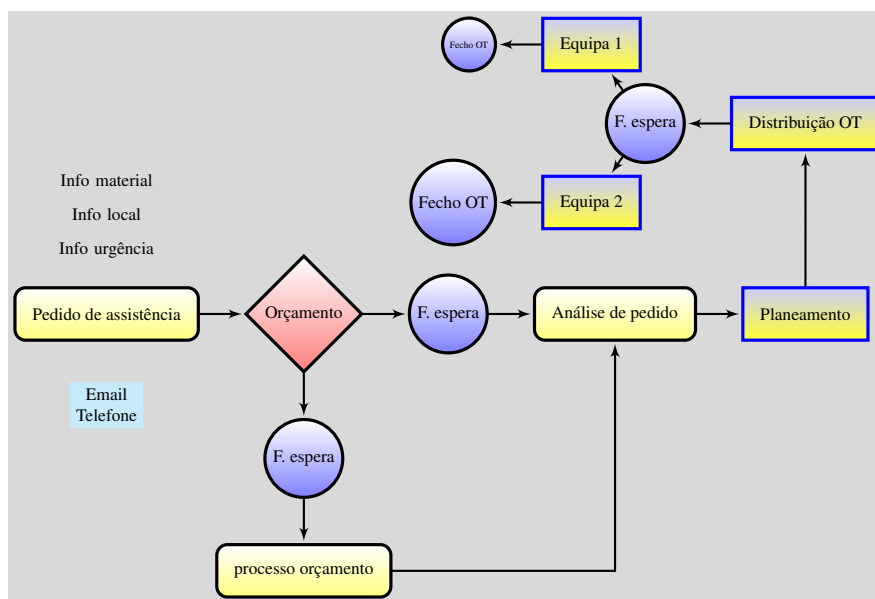 Fecho OT
Equipa 1
F. espera
Distribuição OT
Info material
Info local
Info urgência
Fecho OT
Equipa 2
Pedido de assistência
Orçamento
F. espera
Análise de pedido
Planeamento
Email
Telefone
F. espera
processo orçamento